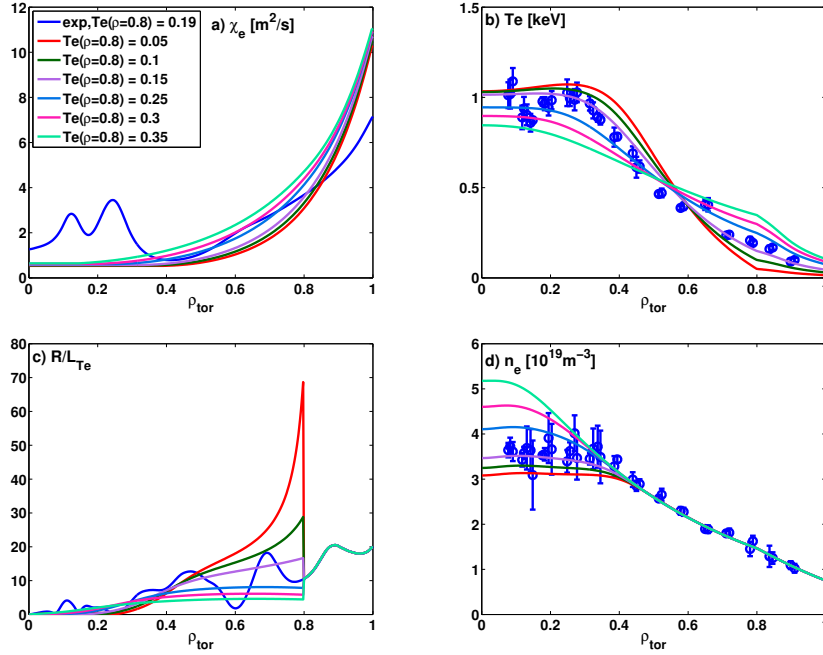 a) χe [m²/s]
exp,Te(ρ=0.8) = 0.19
Te(ρ=0.8) = 0.05
Te(ρ=0.8) = 0.1
Te(ρ=0.8) = 0.15
Te(ρ=0.8) = 0.25
Te(ρ=0.8) = 0.3
Te(ρ=0.8) = 0.35
14
12
10
8
6
4
2
0
0 0.2 0.4 0.6 0.8 1
ρtor
b) Te [keV]
1.5
1
0.5
0
0 0.2 0.4 0.6 0.8
ρtor
c) R/LTe
80
70
60
50
40
30
20
10
0
0 0.2 0.4 0.6 0.8 1
ρtor
d) ne [10¹⁹m⁻³]
6
5
4
3
2
1
0
0 0.2 0.4 0.6 0.8
ρtor